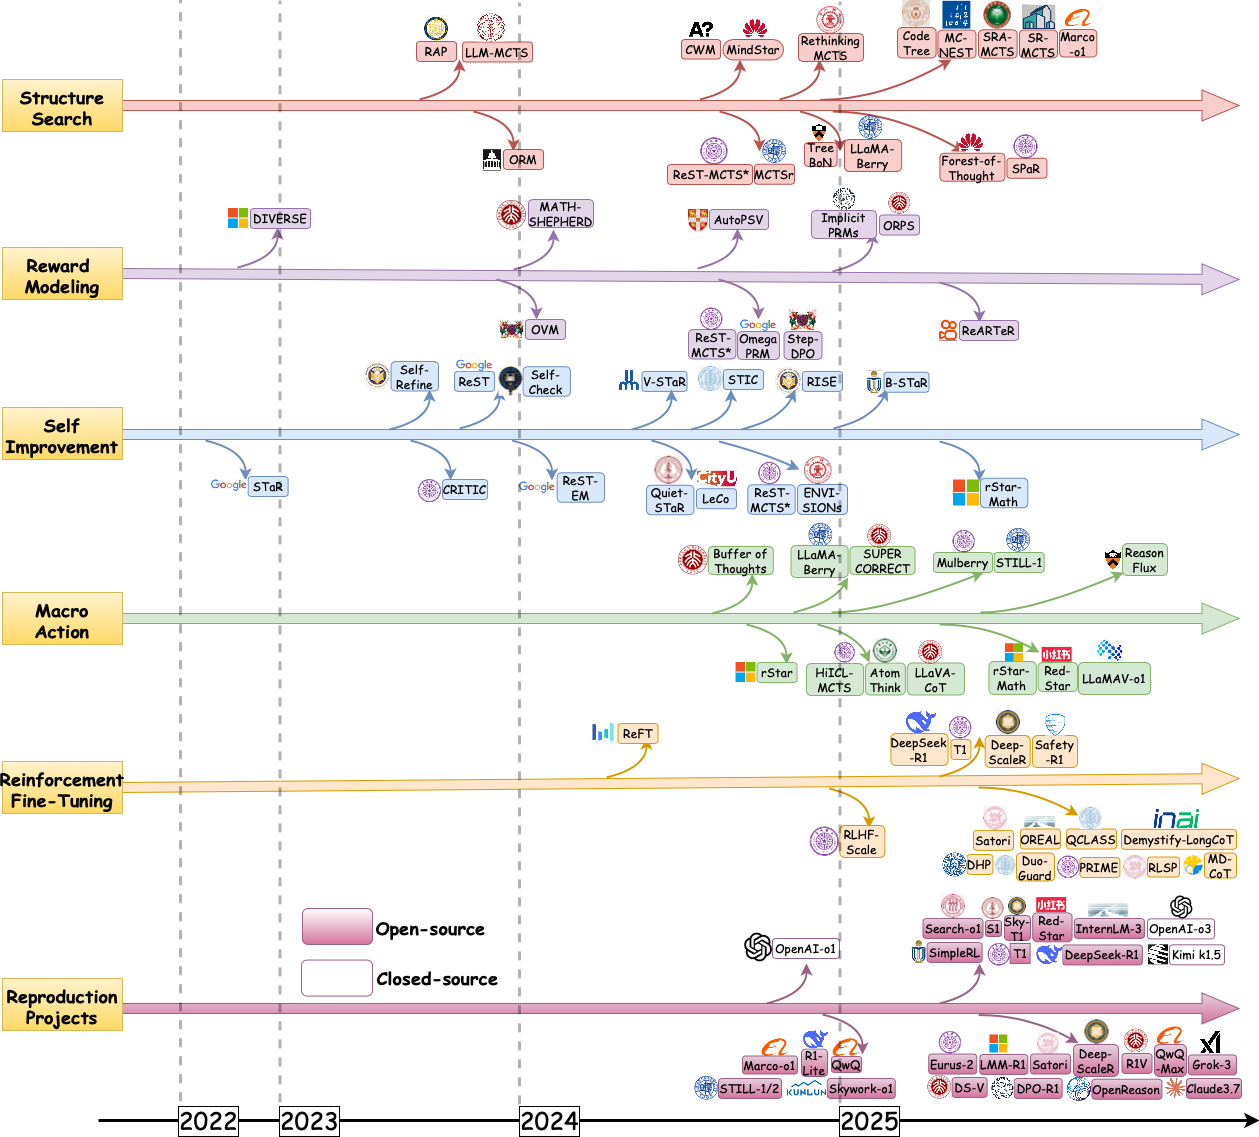 A?
RAP
LLM-MCTS
CWM
MindStar
Rethinking
MCTS
Code
Tree
MC-
NEST
SRA-
MCTS
SR-
MCTS
Marco
-o1
Structure
Search
ORM
ReST-MCTS*
MCTSr
Tree
BoN
LLaMA-
Berry
Forest-of-
Thought
SPaR
DIVERSE
MATH-
SHEPHERD
AutoPSV
Implicit
PRMs
ORPS
Reward
Modeling
OVM
ReST-
MCTS*
Google
Omega
PRM
Step-
DPO
ReARTeR
Self-
Refine
Google
ReST
Self-
Check
V-STaR
STIC
RISE
B-STaR
Self
Improvement
Google
STaR
CRITIC
Google
ReST-
EM
Quiet-
STaR
CityU
LeCo
ReST-
MCTS*
ENVI-
SIONs
rStar-
Math
Buffer of
Thoughts
LLaMA-
Berry
SUPER
CORRECT
Mulberry
STILL-1
Reason
Flux
Macro
Action
rStar
HiICL-
MCTS
Atom
Think
LLaVA-
CoT
rStar-
Math
小红书
Red-
Star
LLaMAV-o1
ReFT
DeepSeek
-R1
T1
Deep-
ScaleR
Safety
-R1
Reinforcement
Fine-Tuning
RLHF-
Scale
Satori
OREAL
QCLASS
inai
Demystify-LongCoT
DHP
Duo-
Guard
PRIME
RLSP
MD-
CoT
Open-source
Closed-source
OpenAI-o1
Search-o1
S1
Sky-
T1
小红书
Red-
Star
InternLM-3
OpenAI-o3
SimpleRL
T1
DeepSeek-R1
Kimi k1.5
Reproduction
Projects
Marco-o1
R1-
Lite
QwQ
STILL-1/2
KUNLUN
Skywork-o1
Eurus-2
LMM-R1
Satori
Deep-
ScaleR
R1V
QwQ
-Max
Grok-3
DS-V
DPO-R1
OpenReason
Claude3.7
2022
2023
2024
2025